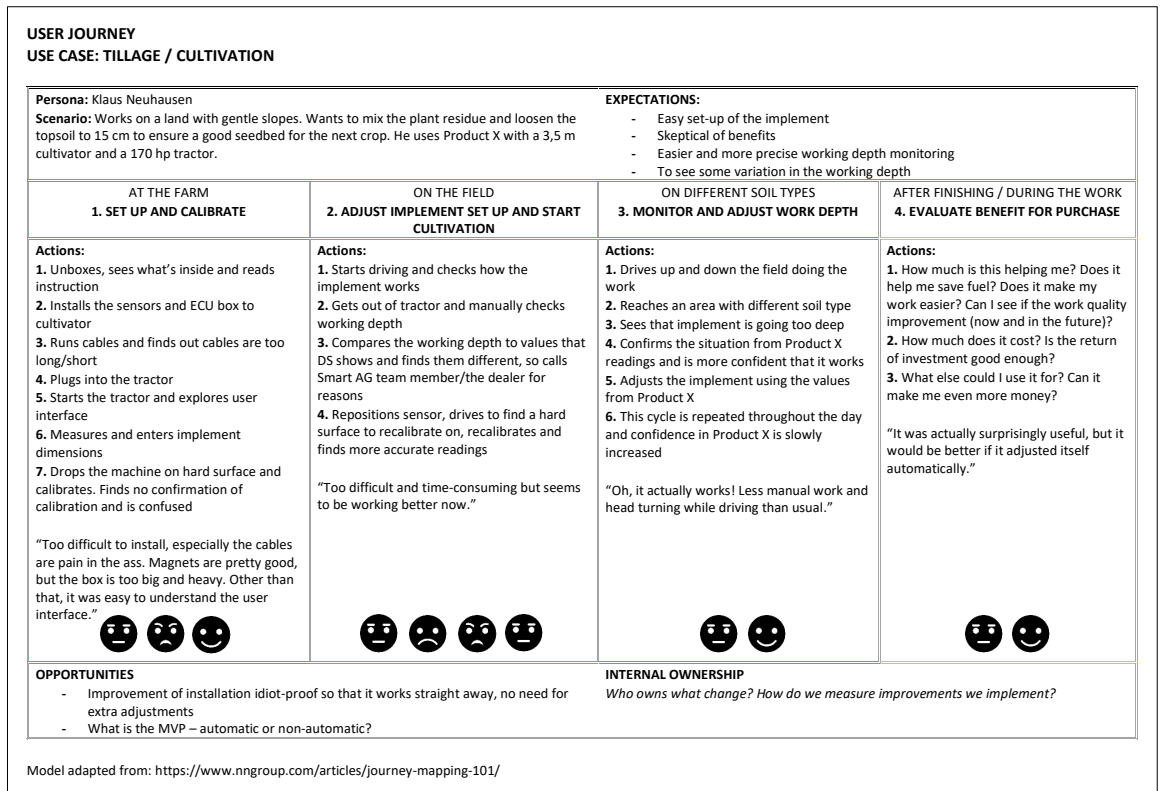 USER JOURNEY
USE CASE: TILLAGE / CULTIVATION
Persona: Klaus Neuhausen
Scenario: Works on a land with gentle slopes. Wants to mix the plant residue and loosen the
topsoil to 15 cm to ensure a good seedbed for the next crop. He uses Product X with a 3,5 m
cultivator and a 170 hp tractor.
EXPECTATIONS:
- Easy set-up of the implement
- Skeptical of benefits
- Easier and more precise working depth monitoring
- To see some variation in the working depth
AT THE FARM
1. SET UP AND CALIBRATE
ON THE FIELD
2. ADJUST IMPLEMENT SET UP AND START
CULTIVATION
ON DIFFERENT SOIL TYPES
3. MONITOR AND ADJUST WORK DEPTH
AFTER FINISHING / DURING THE WORK
4. EVALUATE BENEFIT FOR PURCHASE
Actions:
1. Unboxes, sees what’s inside and reads
instruction
2. Installs the sensors and ECU box to
cultivator
3. Runs cables and finds out cables are too
long/short
4. Plugs into the tractor
5. Starts the tractor and explores user
interface
6. Measures and enters implement
dimensions
7. Drops the machine on hard surface and
calibrates. Finds no confirmation of
calibration and is confused
“Too difficult to install, especially the cables
are pain in the ass. Magnets are pretty good,
but the box is too big and heavy. Other than
that, it was easy to understand the user
interface.”
Actions:
1. Starts driving and checks how the
implement works
2. Gets out of tractor and manually checks
working depth
3. Compares the working depth to values that
DS shows and finds them different, so calls
Smart AG team member/the dealer for
reasons
4. Repositions sensor, drives to find a hard
surface to recalibrate on, recalibrates and
finds more accurate readings
“Too difficult and time-consuming but seems
to be working better now.”
Actions:
1. Drives up and down the field doing the
work
2. Reaches an area with different soil type
3. Sees that implement is going too deep
4. Confirms the situation from Product X
readings and is more confident that it works
5. Adjusts the implement using the values
from Product X
6. This cycle is repeated throughout the day
and confidence in Product X is slowly
increased
“Oh, it actually works! Less manual work and
head turning while driving than usual.”
Actions:
1. How much is this helping me? Does it
help me save fuel? Does it make my
work easier? Can I see if the work quality
improvement (now and in the future)?
2. How much does it cost? Is the return
of investment good enough?
3. What else could I use it for? Can it
make me even more money?
“It was actually surprisingly useful, but it
would be better if it adjusted itself
automatically.”
OPPORTUNITIES
- Improvement of installation idiot-proof so that it works straight away, no need for
extra adjustments
- What is the MVP – automatic or non-automatic?
INTERNAL OWNERSHIP
Who owns what change? How do we measure improvements we implement?
Model adapted from: https://www.nngroup.com/articles/journey-mapping-101/